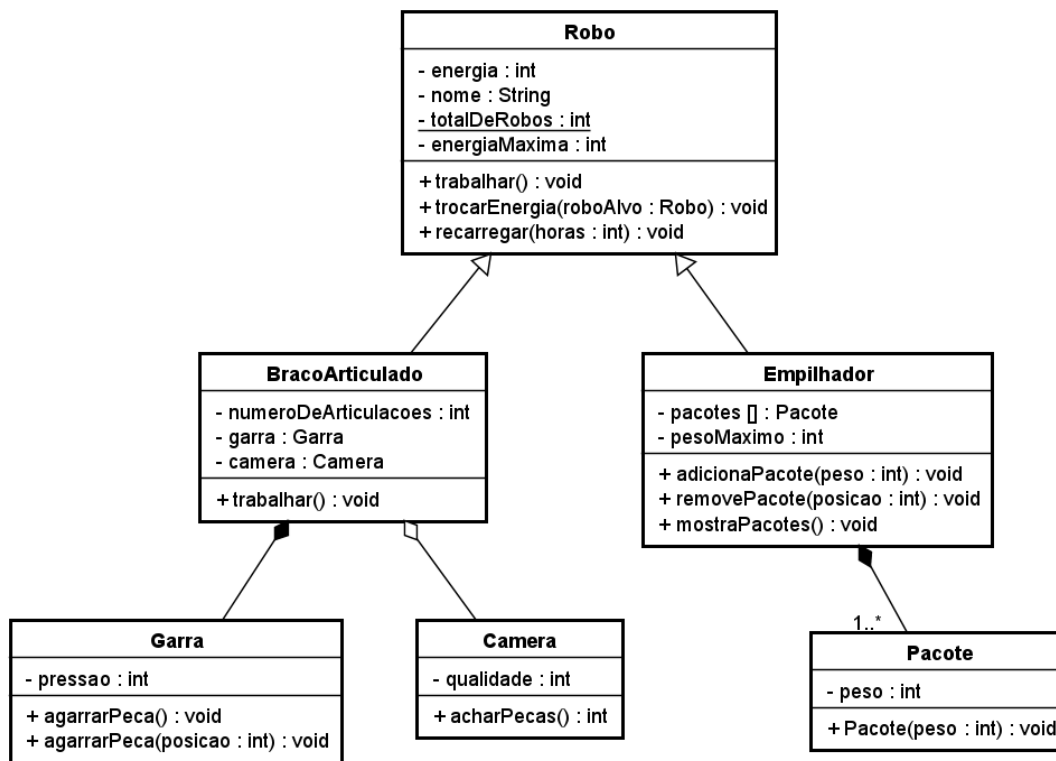 Robo
- energia : int
- nome : String
- totalDeRobos : int
- energiaMaxima : int
+ trabalhar() : void
+ trocarEnergia(roboAlvo : Robo) : void
+ recarregar(horas : int) : void
BracoArticulado
- numeroDeArticulacoes : int
- garra : Garra
- camera : Camera
+ trabalhar() : void
Empilhador
- pacotes [] : Pacote
- pesoMaximo : int
+ adicionaPacote(peso : int) : void
+ removePacote(posicao : int) : void
+ mostraPacotes() : void
Garra
- pressao : int
+ agarrarPeca() : void
+ agarrarPeca(posicao : int) : void
Camera
- qualidade : int
+ acharPecas() : int
1..*
Pacote
- peso : int
+ Pacote(peso : int) : void